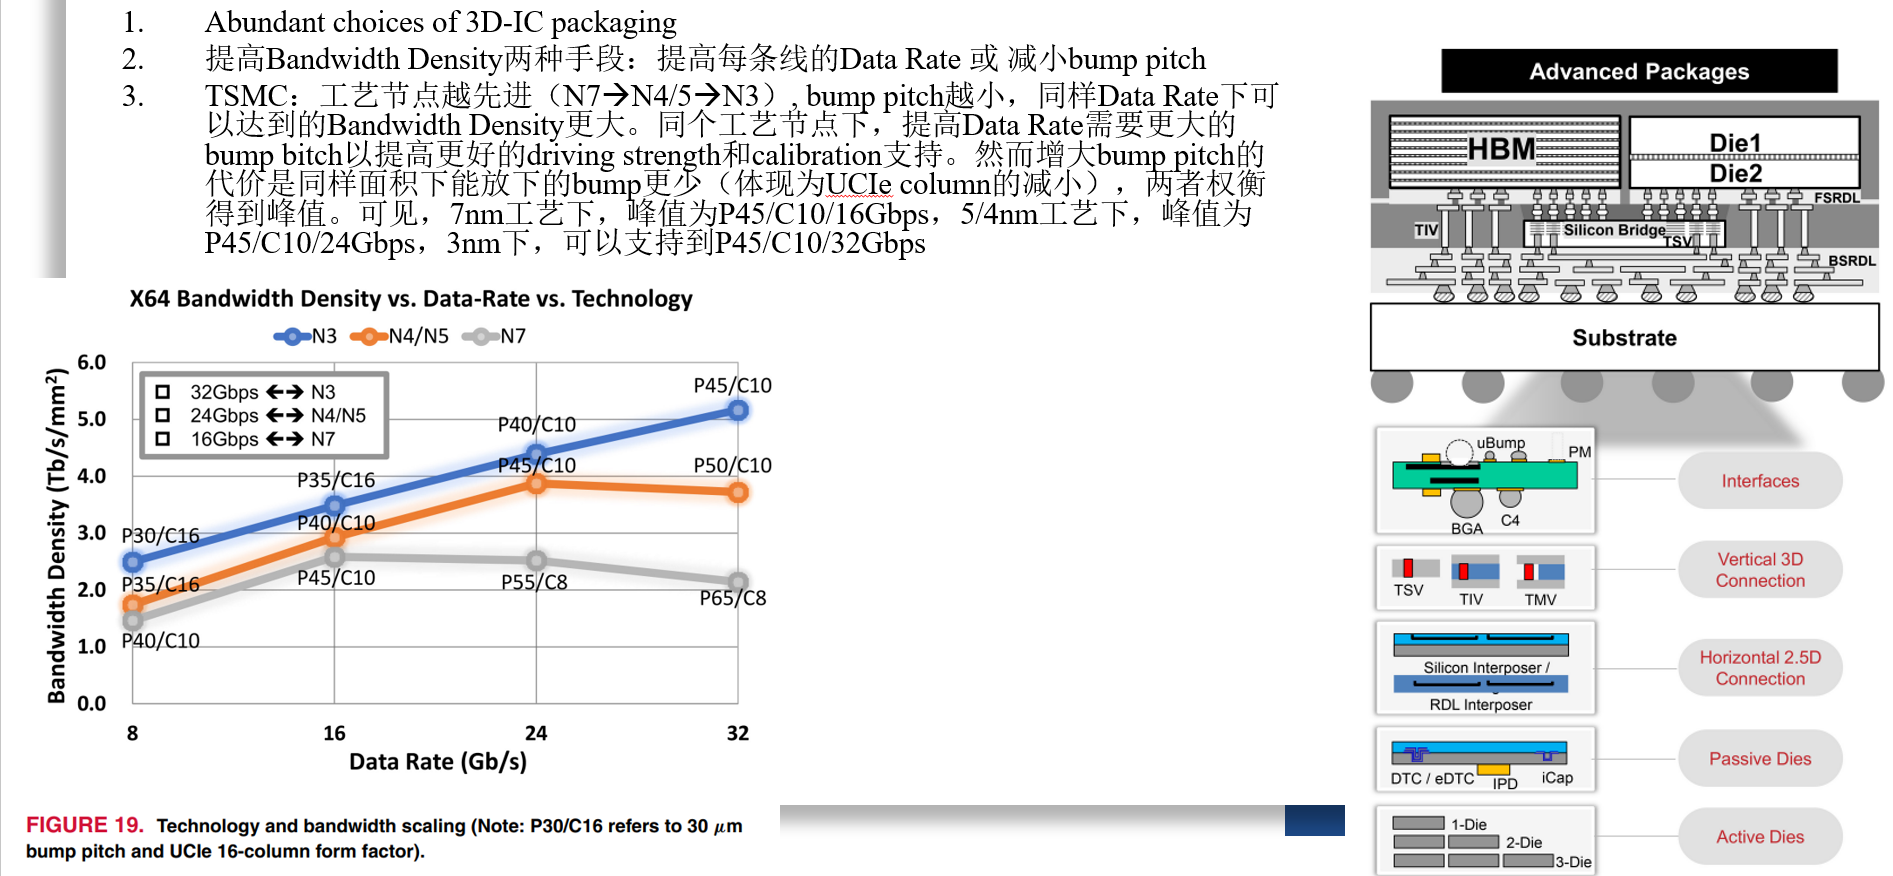 1. Abundant choices of 3D-IC packaging
2. 提高Bandwidth Density两种手段：提高每条线的Data Rate 或 减小bump pitch
3. TSMC：工艺节点越先进（N7→N4/5→N3）, bump pitch越小，同样Data Rate下可
以达到的Bandwidth Density更大。同个工艺节点下，提高Data Rate需要更大的
bump bitch以提高更好的driving strength和calibration支持。然而增大bump pitch的
代价是同样面积下能放下的bump更少（体现为UCIe column的减小），两者权衡
得到峰值。可见，7nm工艺下，峰值为P45/C10/16Gbps，5/4nm工艺下，峰值为
P45/C10/24Gbps，3nm下，可以支持到P45/C10/32Gbps
X64 Bandwidth Density vs. Data-Rate vs. Technology
N3 N4/N5 N7
Bandwidth Density (Tb/s/mm²)
6.0
5.0
4.0
3.0
2.0
1.0
0.0
32Gbps ←→ N3
24Gbps ←→ N4/N5
16Gbps ←→ N7
P30/C16
P35/C16
P40/C10
P45/C10
P35/C16
P40/C10
P45/C10
P50/C10
P40/C10
P45/C10
P55/C8
P65/C8
8 16 24 32
Data Rate (Gb/s)
FIGURE 19. Technology and bandwidth scaling (Note: P30/C16 refers to 30 μm
bump pitch and UCIe 16-column form factor).
Advanced Packages
HBM
Die1
Die2
FSRDL
TIV
Silicon Bridge
TSV
BSRDL
Substrate
uBump
PM
BGA
C4
Interfaces
TSV
TIV
TMV
Vertical 3D
Connection
Silicon Interposer /
RDL Interposer
Horizontal 2.5D
Connection
DTC / eDTC
IPD
iCap
Passive Dies
1-Die
2-Die
3-Die
Active Dies